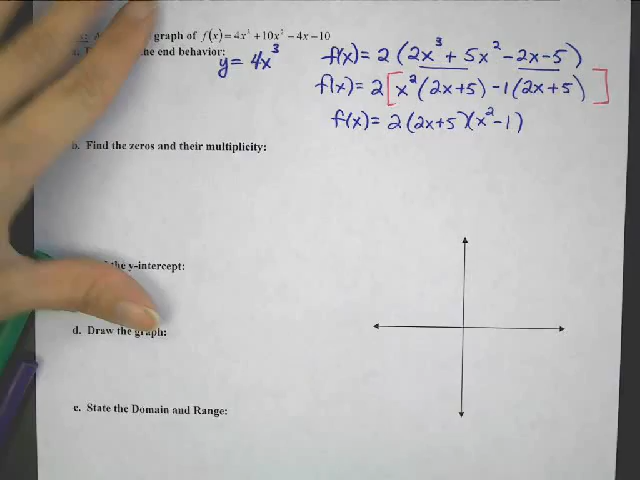 graph of f(x)=4x³+10x²-4x-10
the end behavior:
y = 4x³
f(x) = 2 (2x³ + 5x² - 2x - 5)
f(x) = 2 [x² (2x+5) - 1 (2x+5)]
f(x) = 2 (2x+5)(x² - 1)
b. Find the zeros and their multiplicity:
the y-intercept:
d. Draw the graph:
e. State the Domain and Range: